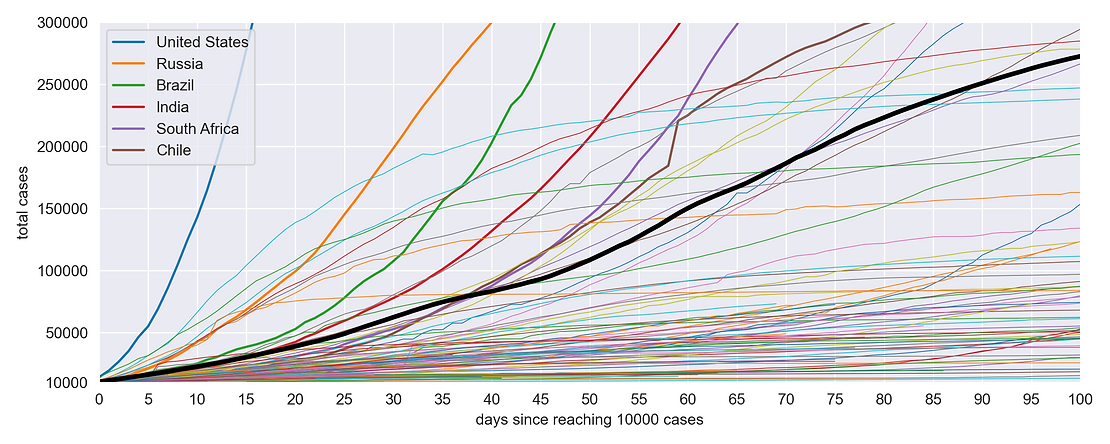 300000
250000
200000
150000
100000
50000
10000
total cases
United States
Russia
Brazil
India
South Africa
Chile
0 5 10 15 20 25 30 35 40 45 50 55 60 65 70 75 80 85 90 95 100
days since reaching 10000 cases